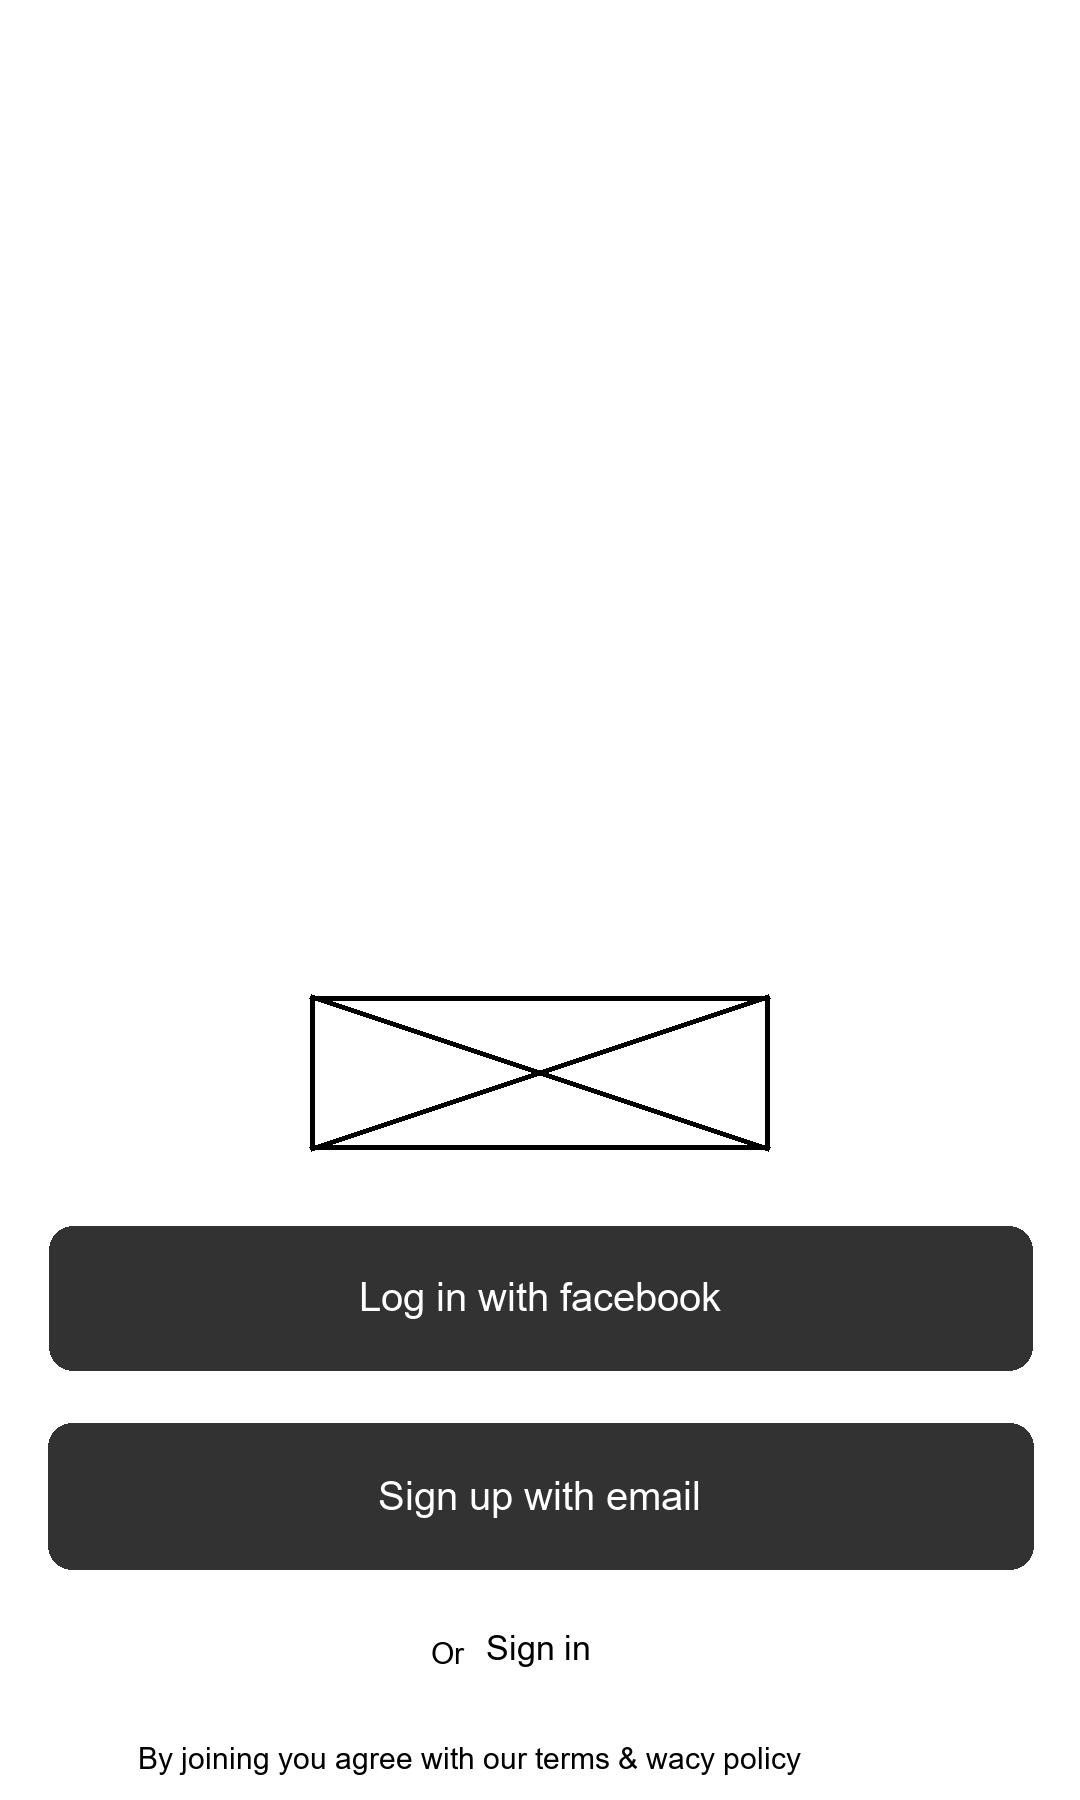 Log in with facebook
Sign up with email
Or Sign in
By joining you agree with our terms & wacy policy